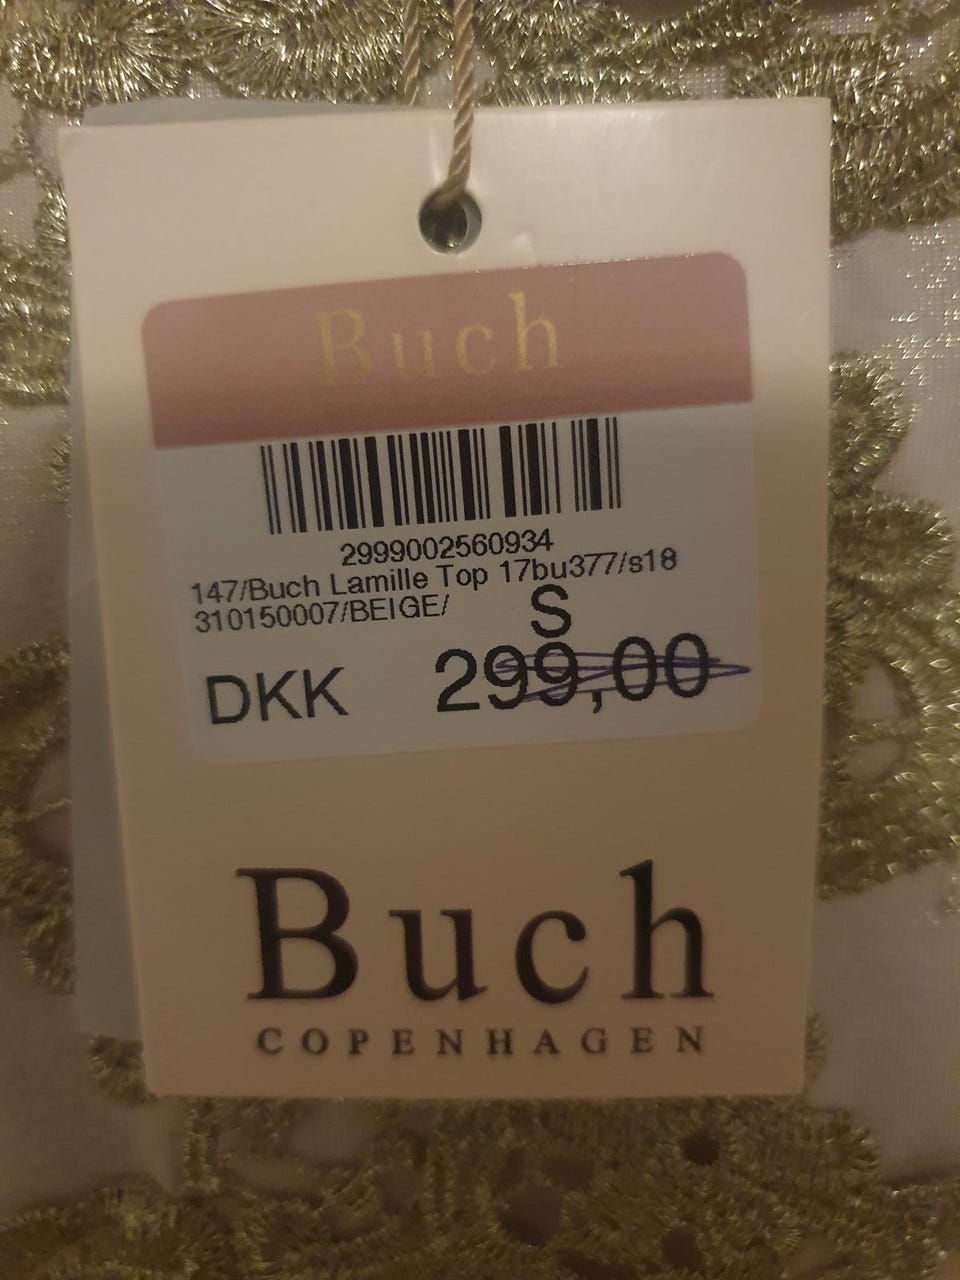 Buch
2999002560934
147/Buch Lamille Top 17bu377/s18
310150007/BEIGE/ S
DKK 299,00
Buch
COPENHAGEN